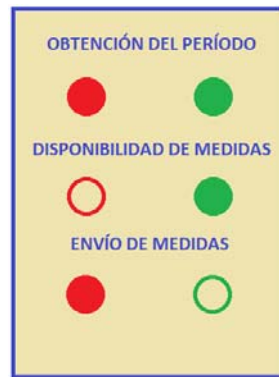 OBTENCIÓN DEL PERÍODO
DISPONIBILIDAD DE MEDIDAS
ENVÍO DE MEDIDAS